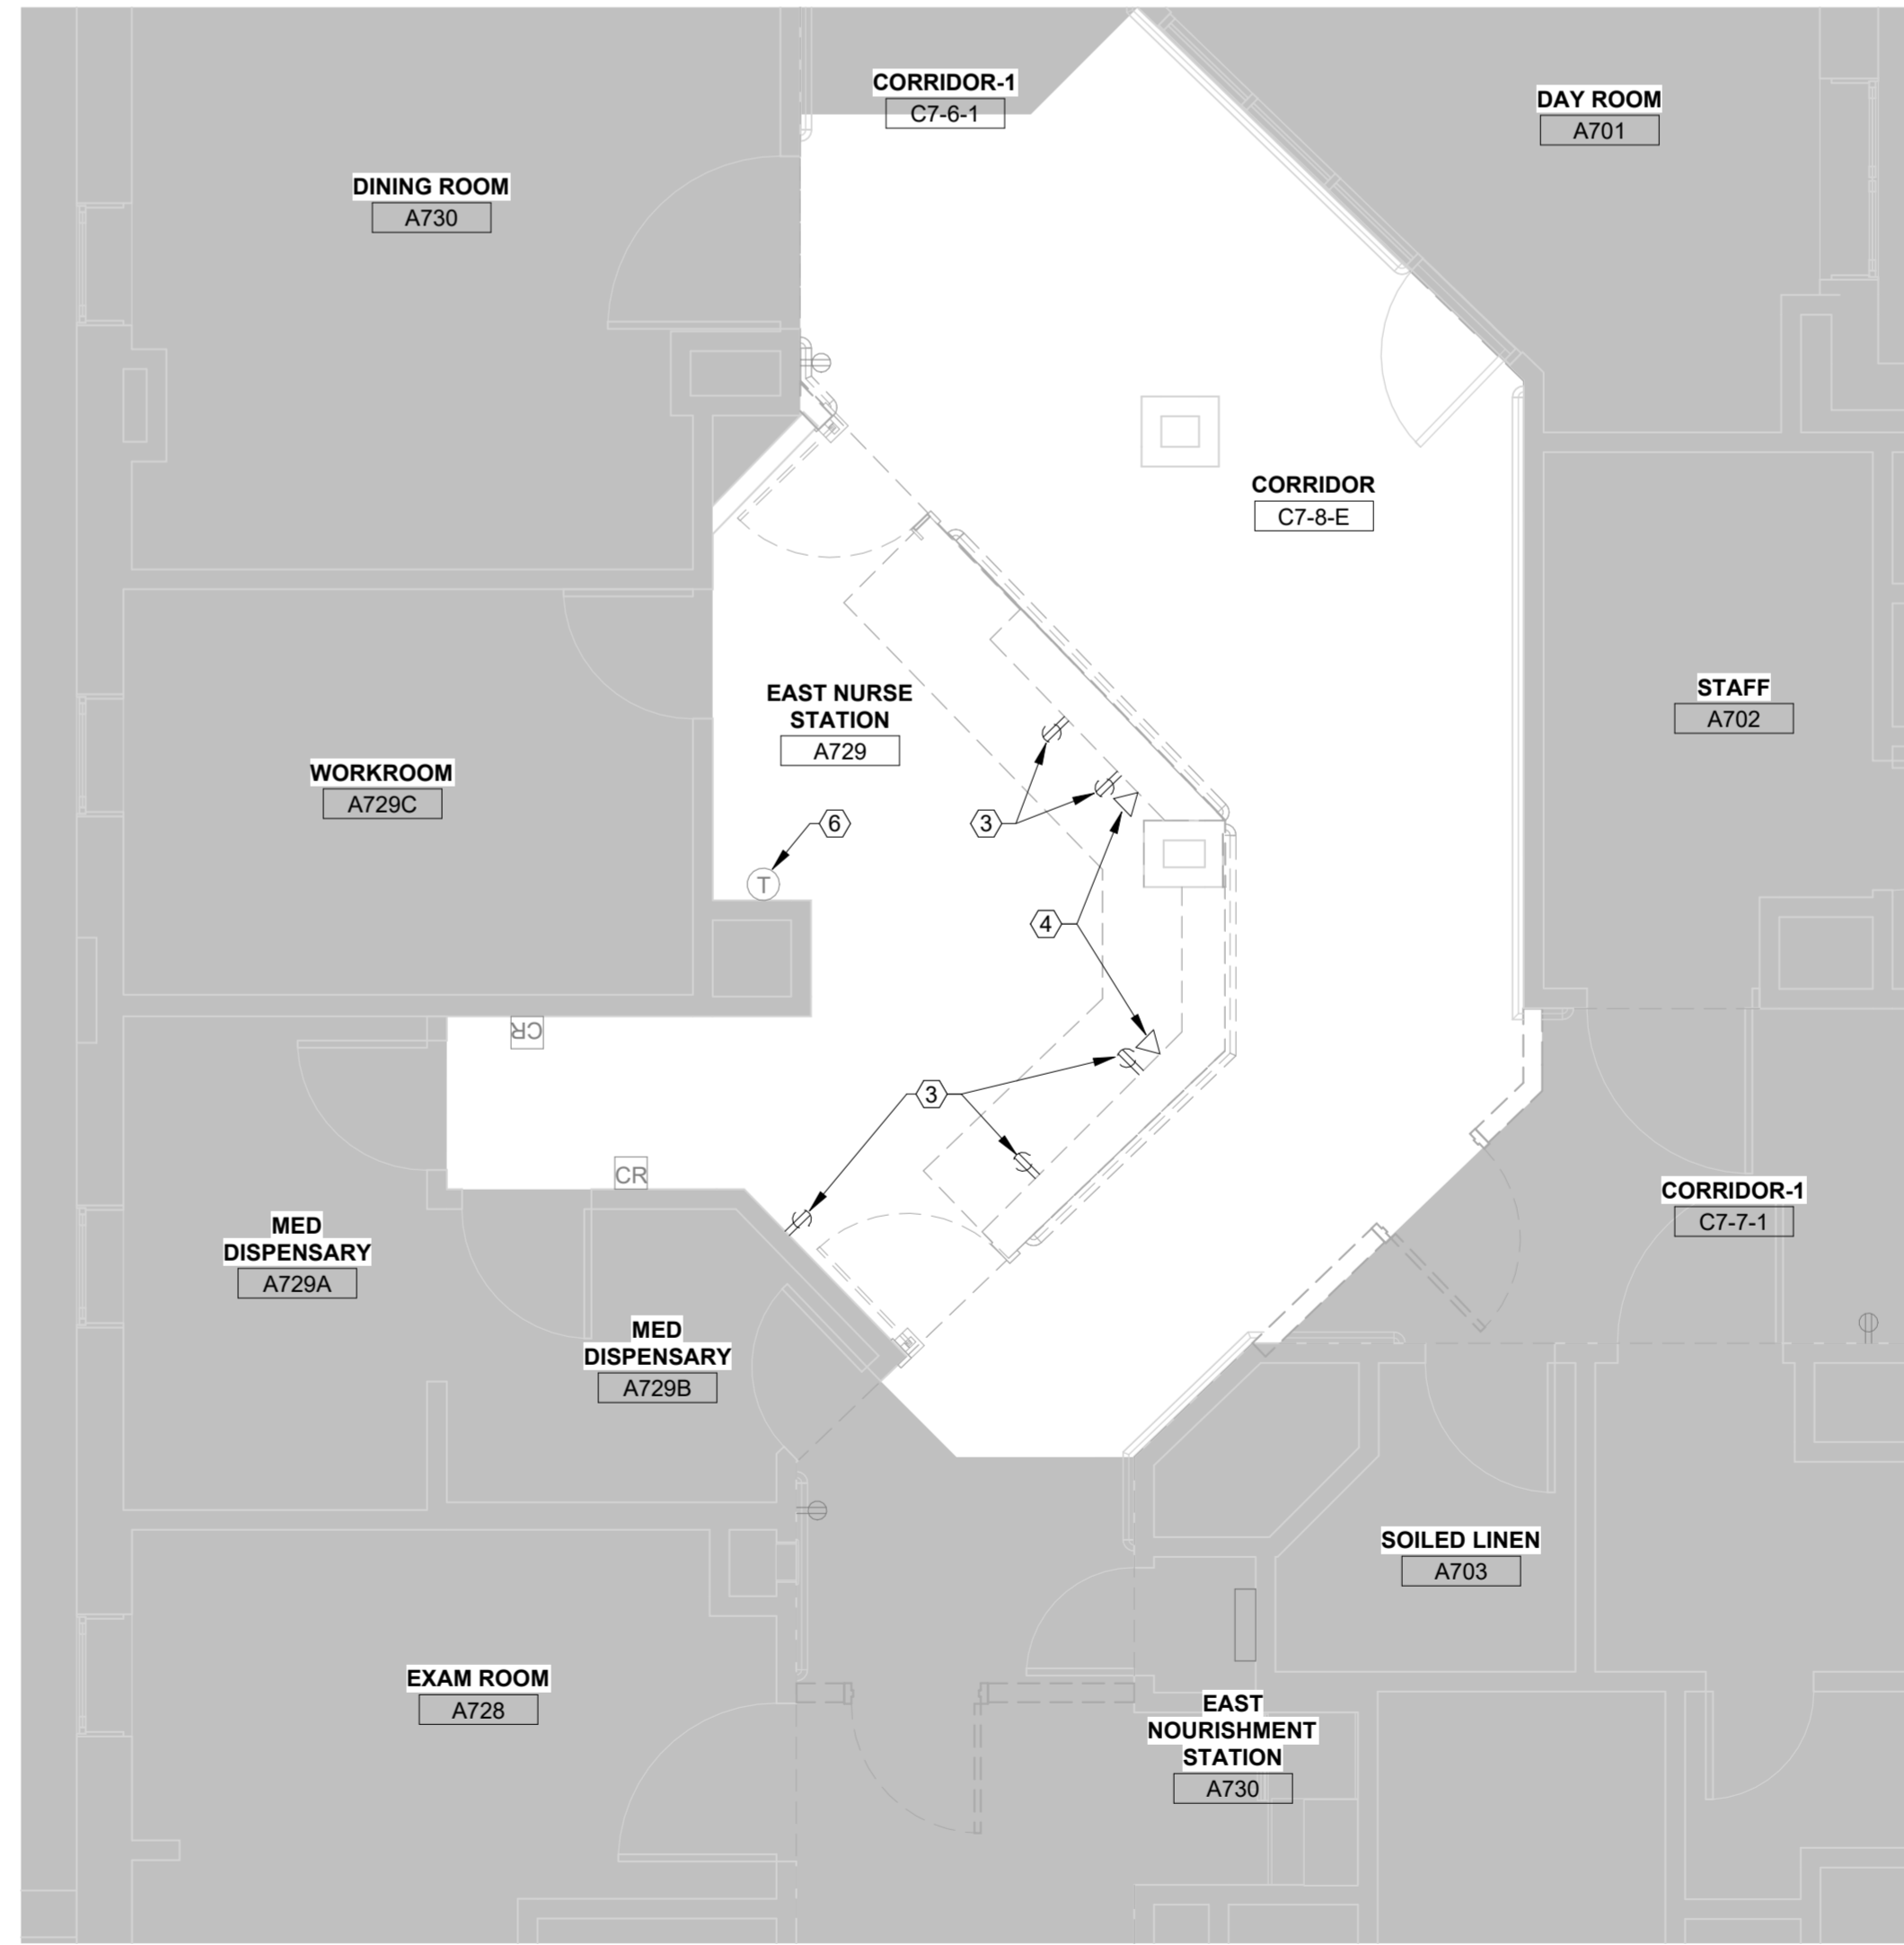 CORRIDOR-1
C7-6-1
DAY ROOM
A701
DINING ROOM
A730
CORRIDOR
C7-8-E
EAST NURSE
STATION
A729
STAFF
A702
WORKROOM
A729C
6
3
T
4
CR
3
CR
CORRIDOR-1
C7-7-1
MED
DISPENSARY
A729A
MED
DISPENSARY
A729B
SOILED LINEN
A703
EXAM ROOM
A728
EAST
NOURISHMENT
STATION
A730